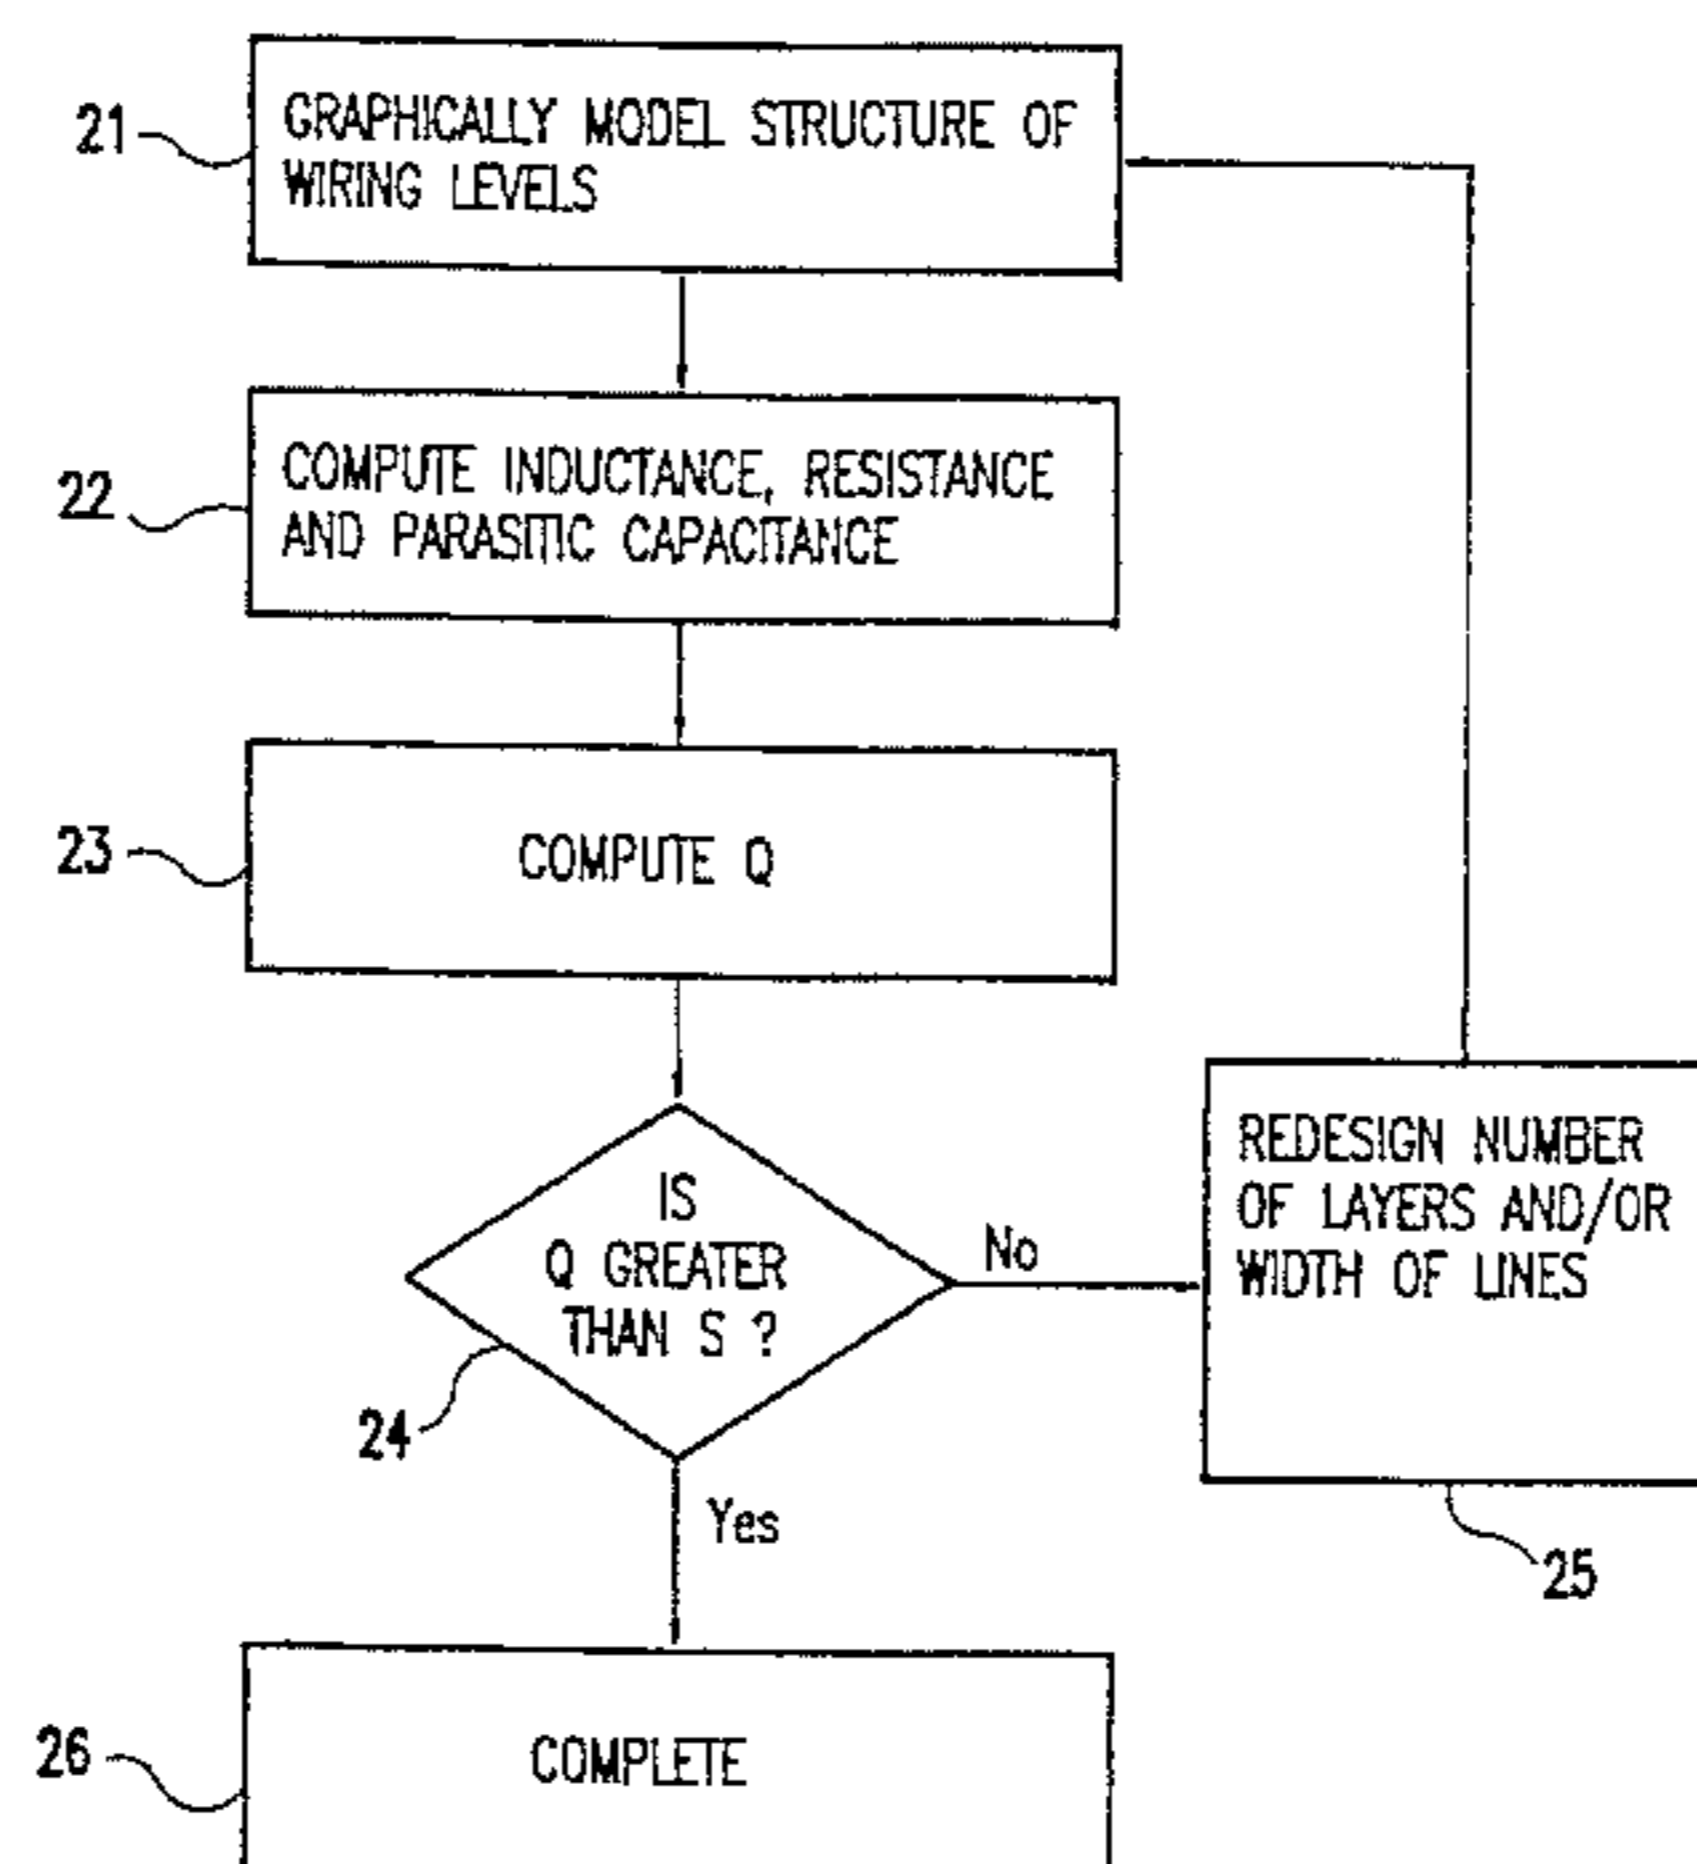 21
GRAPHICALLY MODEL STRUCTURE OF
WIRING LEVELS
22
COMPUTE INDUCTANCE, RESISTANCE
AND PARASITIC CAPACITANCE
23
COMPUTE Q
IS
Q GREATER
THAN S ?
No
24
REDESIGN NUMBER
OF LAYERS AND/OR
WIDTH OF LINES
25
Yes
26
COMPLETE